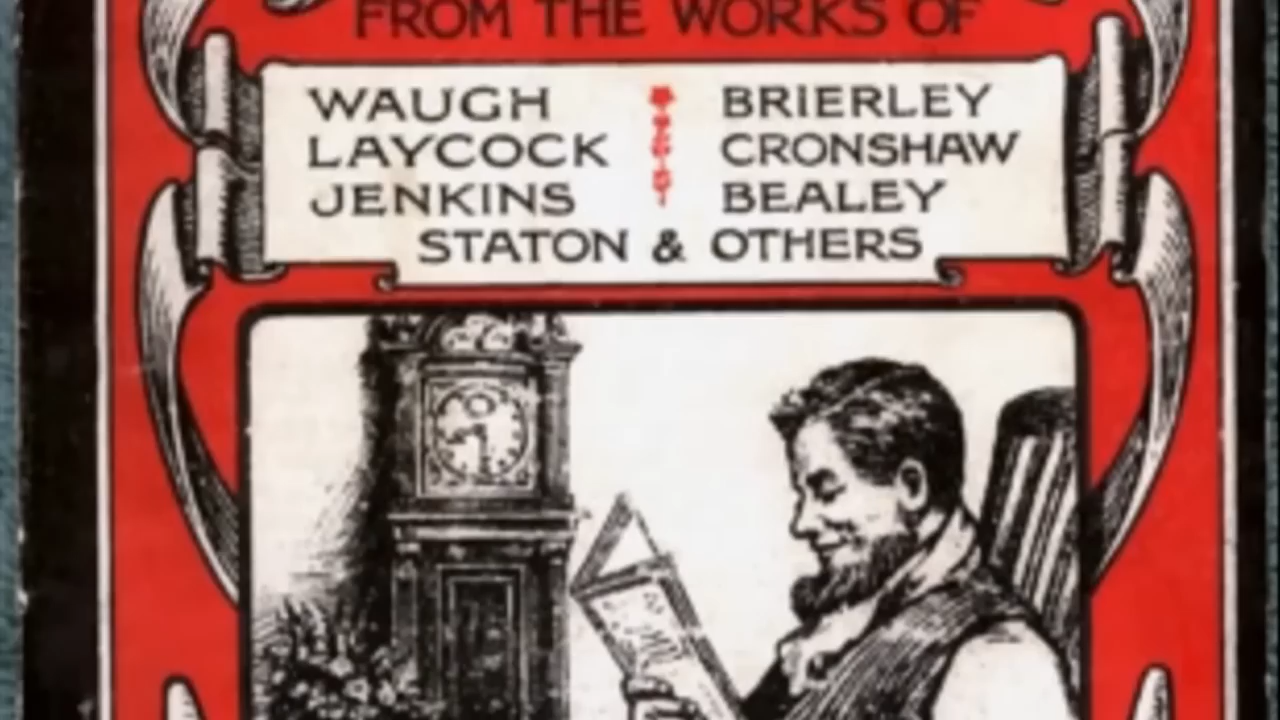 FROM THE WORKS OF
WAUGH BRIERLEY
LAYCOCK CRONSHAW
JENKINS BEALEY
STATON & OTHERS